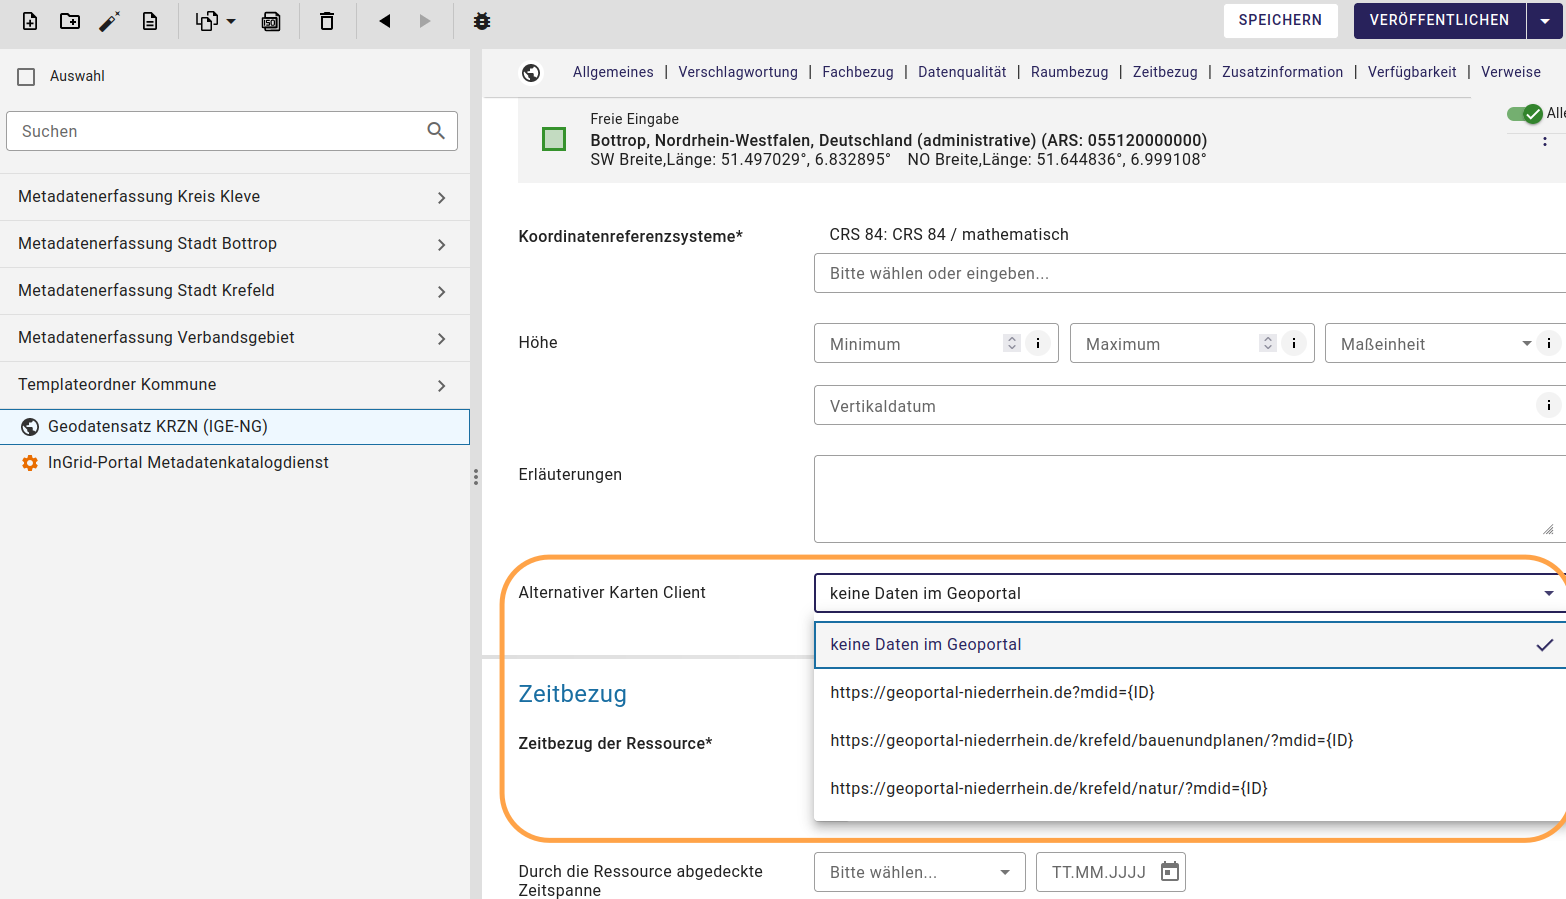 SPEICHERN
VERÖFFENTLICHEN
Auswahl
Suchen
Metadatenerfassung Kreis Kleve
Metadatenerfassung Stadt Bottrop
Metadatenerfassung Stadt Krefeld
Metadatenerfassung Verbandsgebiet
Templateordner Kommune
Geodatensatz KRZN (IGE-NG)
InGrid-Portal Metadatenkatalogdienst
Allgemeines | Verschlagwortung | Fachbezug | Datenqualität | Raumbezug | Zeitbezug | Zusatzinformation | Verfügbarkeit | Verweise
Alle
Freie Eingabe
Bottrop, Nordrhein-Westfalen, Deutschland (administrative) (ARS: 055120000000)
SW Breite,Länge: 51.497029°, 6.832895° NO Breite,Länge: 51.644836°, 6.999108°
Koordinatenreferenzsysteme*
CRS 84: CRS 84 / mathematisch
Bitte wählen oder eingeben...
Höhe
Minimum
Maximum
Maßeinheit
Vertikaldatum
Erläuterungen
Alternativer Karten Client
keine Daten im Geoportal
keine Daten im Geoportal
https://geoportal-niederrhein.de?mdid={ID}
https://geoportal-niederrhein.de/krefeld/bauenundplanen/?mdid={ID}
https://geoportal-niederrhein.de/krefeld/natur/?mdid={ID}
Zeitbezug
Zeitbezug der Ressource*
Durch die Ressource abgedeckte
Zeitspanne
Bitte wählen...
TT.MM.JJJJ